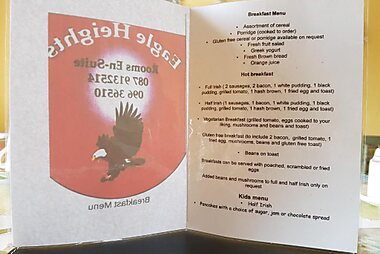 Eagle Heights
Rooms En-Suite
087 9132514
096 36510
Breakfast Menu
Breakfast Menu
• Assortment of cereal
• Porridge (cooked to order)
• Gluten free cereal or porridge available on request
• Fresh fruit salad
• Greek yogurt
• Fresh Brown bread
• Orange juice
Hot breakfast
• Full Irish (2 sausages, 2 bacon, 1 white pudding, 1 black
pudding, grilled tomato, 1 hash brown, 1 fried egg and toast)
• Half Irish (1 sausages, 1 bacon, 1 white pudding, 1 black
pudding, grilled tomato, 1 hash brown, 1 fried egg and toast)
Vegetarian Breakfast (grilled tomato, eggs cooked to your
liking, mushrooms and beans and toast)
Gluten free breakfast (to include 2 bacon, grilled tomato, 1
fried egg, mushrooms, beans and gluten free bread)
• Beans on toast
Breakfasts can be served with poached, scrambled or fried
eggs
Added beans and mushrooms to full and half Irish only on
request
Kids menu
• Half Irish
• Pancakes with a choice of sugar, jam or chocolate spread